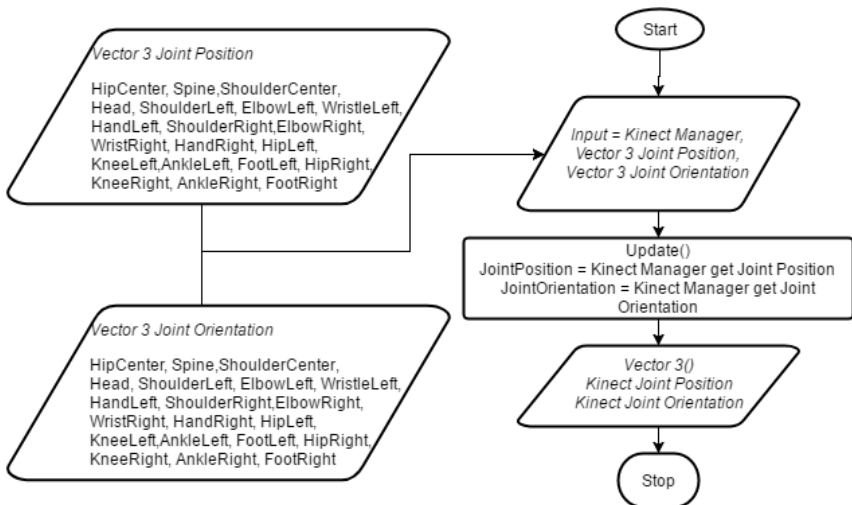 Vector 3 Joint Position
HipCenter, Spine,ShoulderCenter,
Head, ShoulderLeft, ElbowLeft, WristleLeft,
HandLeft, ShoulderRight,ElbowRight,
WristRight, HandRight, HipLeft,
KneeLeft,AnkleLeft, FootLeft, HipRight,
KneeRight, AnkleRight, FootRight
Vector 3 Joint Orientation
HipCenter, Spine,ShoulderCenter,
Head, ShoulderLeft, ElbowLeft, WristleLeft,
HandLeft, ShoulderRight,ElbowRight,
WristRight, HandRight, HipLeft,
KneeLeft,AnkleLeft, FootLeft, HipRight,
KneeRight, AnkleRight, FootRight
Start
Input = Kinect Manager,
Vector 3 Joint Position,
Vector 3 Joint Orientation
Update()
JointPosition = Kinect Manager get Joint Position
JointOrientation = Kinect Manager get Joint
Orientation
Vector 3()
Kinect Joint Position
Kinect Joint Orientation
Stop